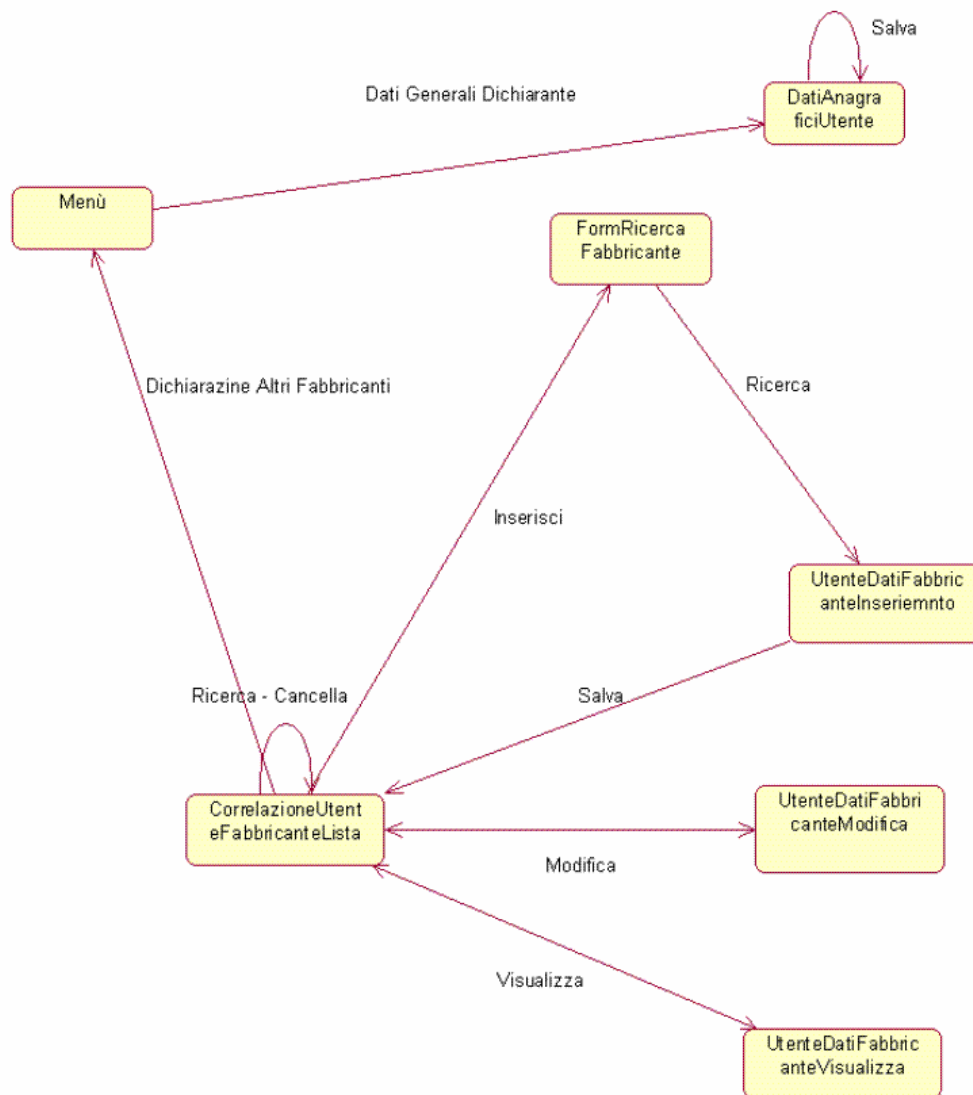 Salva
Dati Generali Dichiarante
DatiAnagra
ficiUtente
Menù
FormRicerca
Fabbricante
Dichiarazine Altri Fabbricanti
Ricerca
Inserisci
UtenteDatiFabbric
anteInseriemnto
Ricerca - Cancella
Salva
CorrelazioneUtent
eFabbricanteLista
UtenteDatiFabbri
canteModifica
Modifica
Visualizza
UtenteDatiFabbric
anteVisualizza